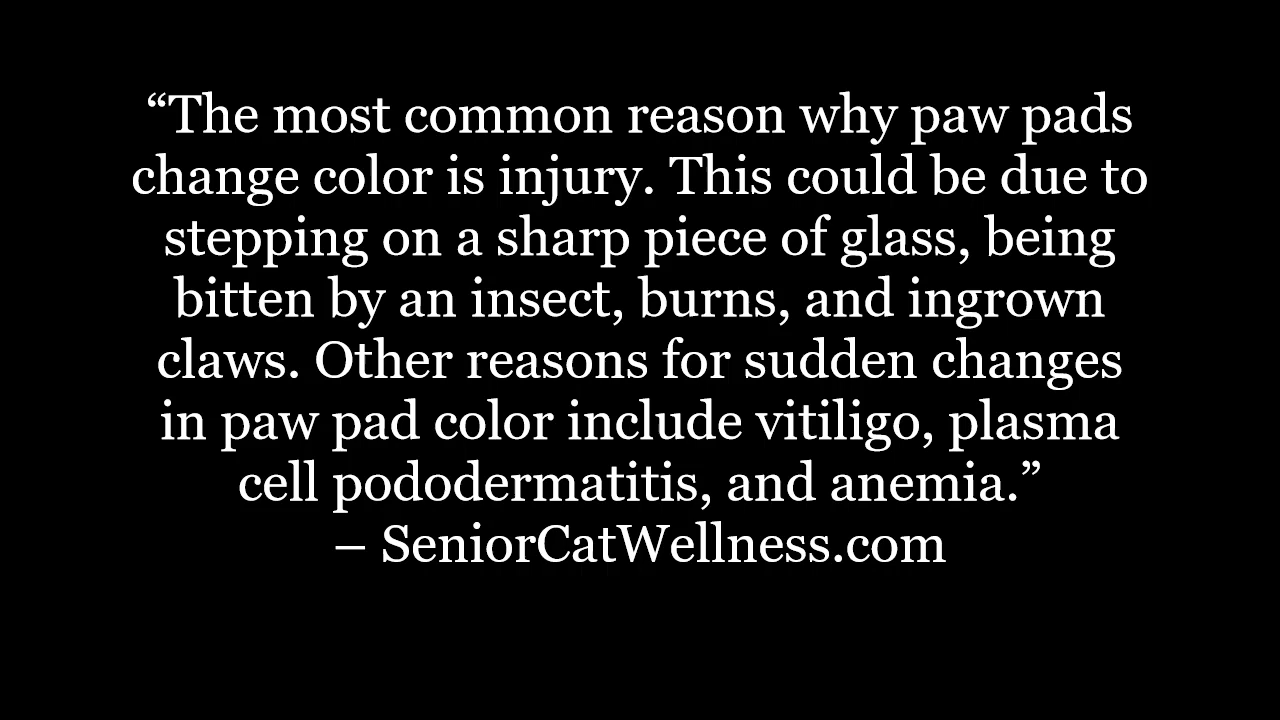 “The most common reason why paw pads
change color is injury. This could be due to
stepping on a sharp piece of glass, being
bitten by an insect, burns, and ingrown
claws. Other reasons for sudden changes
in paw pad color include vitiligo, plasma
cell pododermatitis, and anemia.”
– SeniorCatWellness.com